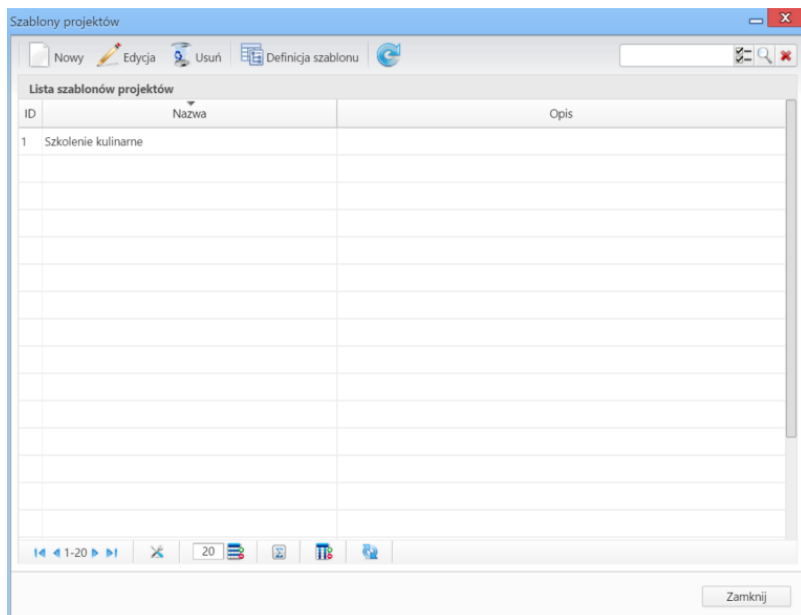 Szablony projektów
Nowy Edycja Usuń Definicja szablonu
Lista szablonów projektów
ID Nazwa Opis
1 Szkolenie kulinarne
1-20 20
Zamknij